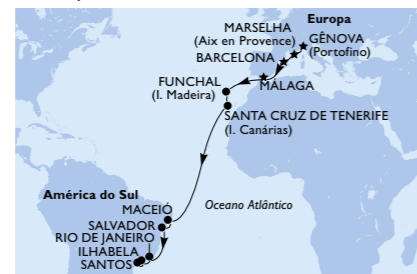 Europa
MARSELHA
(Aix en Provence)
GÊNOVA
(Portofino)
BARCELONA
MÁLAGA
FUNCHAL
(I. Madeira)
SANTA CRUZ DE TENERIFE
(I. Canárias)
América do Sul
MACEIÓ
Oceano Atlântico
SALVADOR
RIO DE JANEIRO
ILHABELA
SANTOS